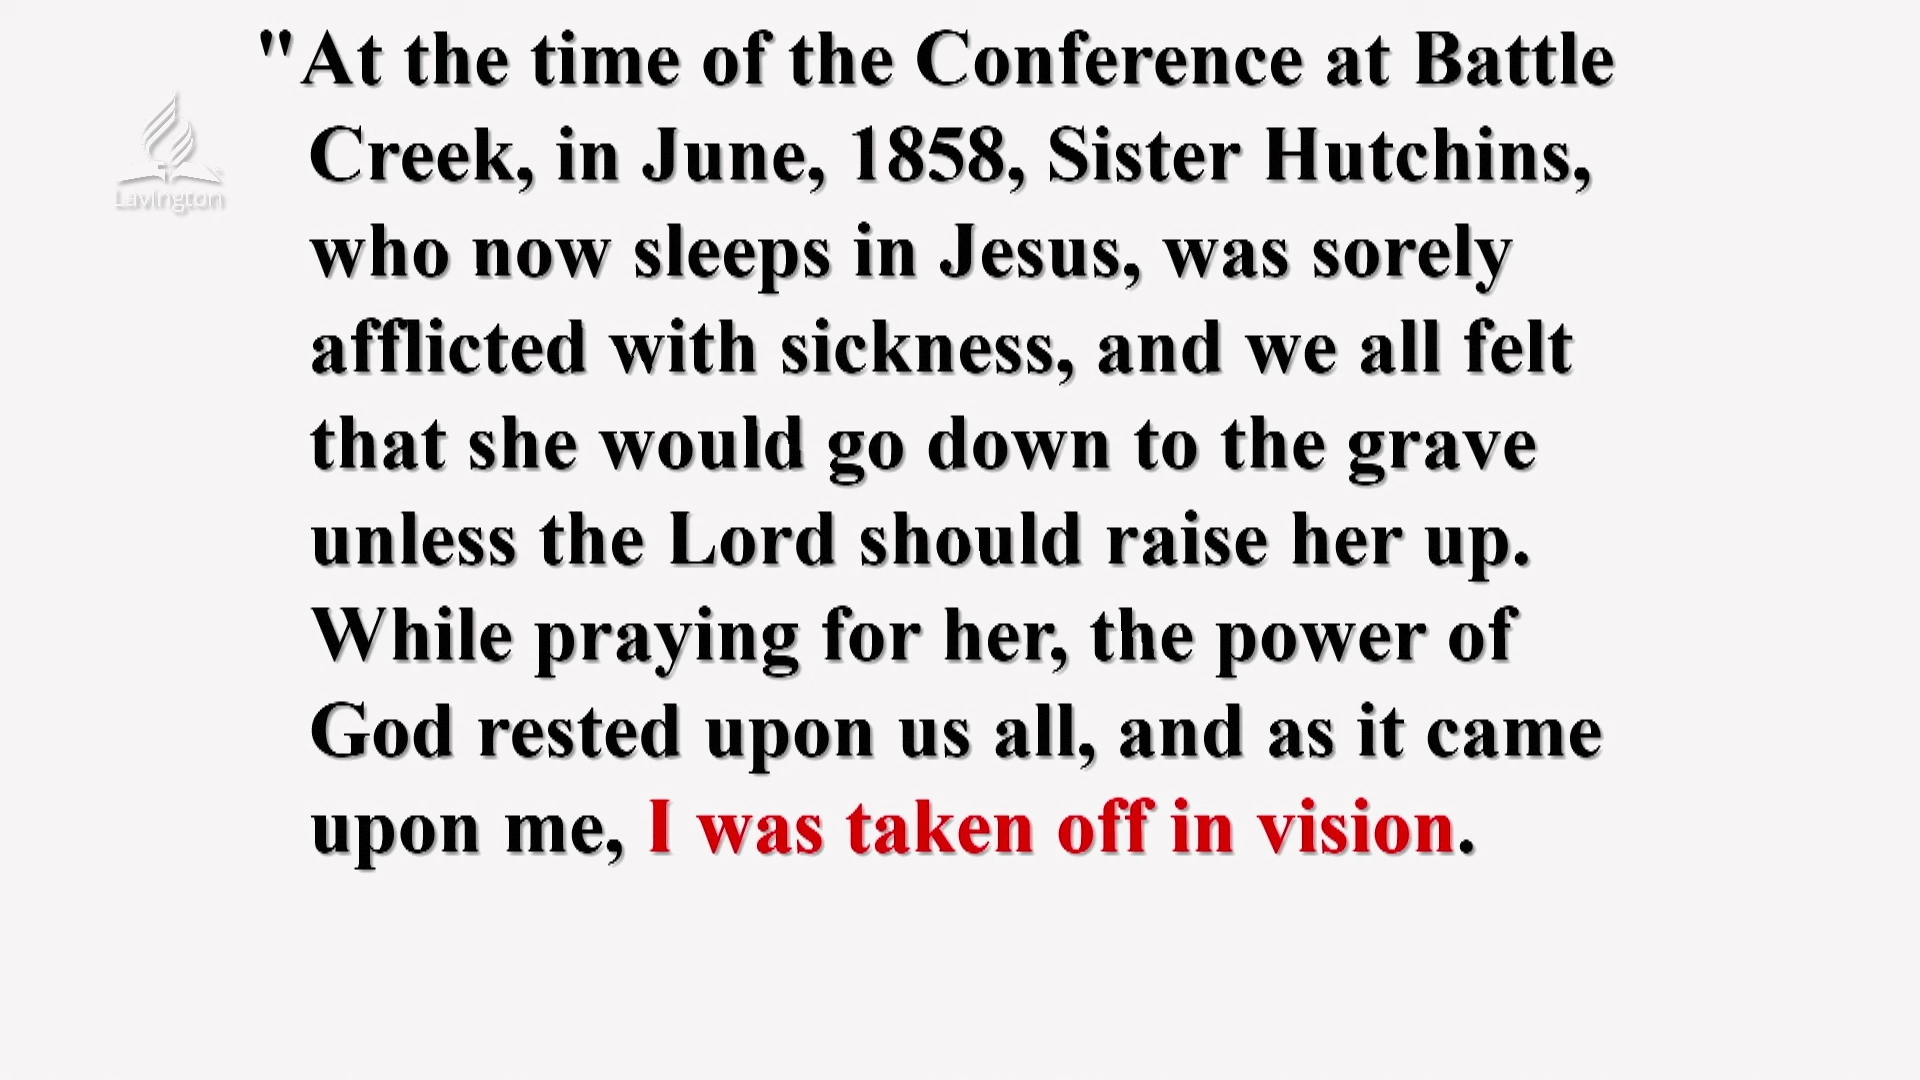 "At the time of the Conference at Battle
Creek, in June, 1858, Sister Hutchins,
who now sleeps in Jesus, was sorely
afflicted with sickness, and we all felt
that she would go down to the grave
unless the Lord should raise her up.
While praying for her, the power of
God rested upon us all, and as it came
upon me, I was taken off in vision.
Lavington